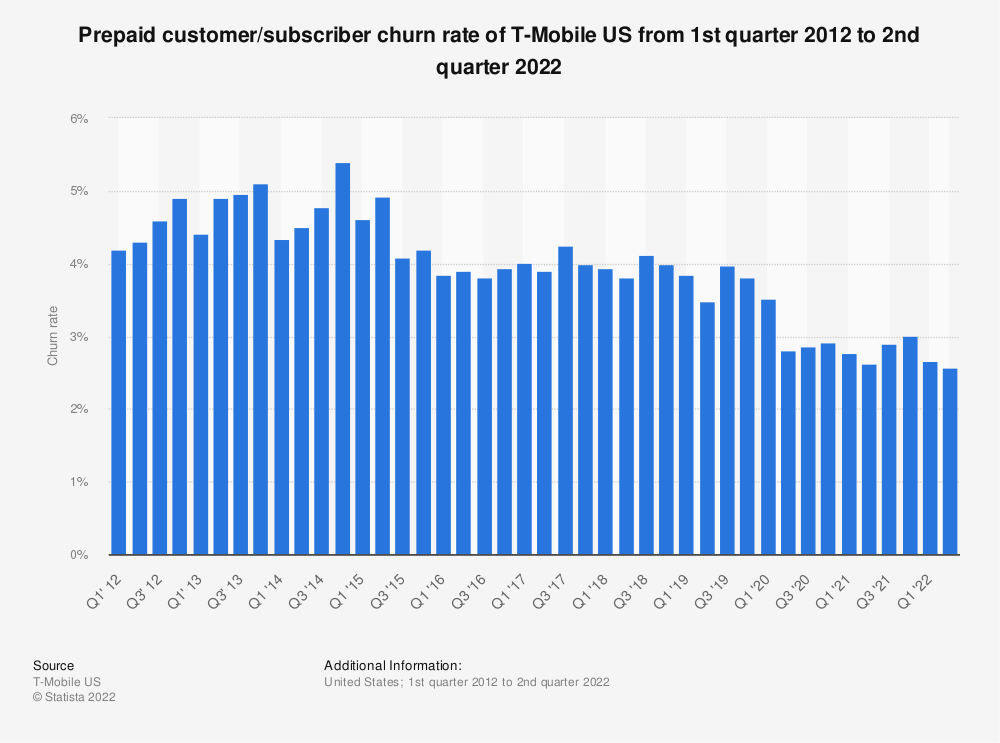 Prepaid customer/subscriber churn rate of T-Mobile US from 1st quarter 2012 to 2nd
quarter 2022
6%
5%
4%
3%
2%
1%
0%
Churn rate
Q1' 12
Q3' 12
Q1' 13
Q3 '13
Q1 '14
Q3 '14
Q1 '15
Q3 '15
Q1 '16
Q3 '16
Q1 '17
Q3 '17
Q1 '18
Q3 '18
Q1 '19
Q3 '19
Q1 '20
Q3 '20
Q1 '21
Q3 '21
Q1 '22
Source
T-Mobile US
© Statista 2022
Additional Information:
United States; 1st quarter 2012 to 2nd quarter 2022